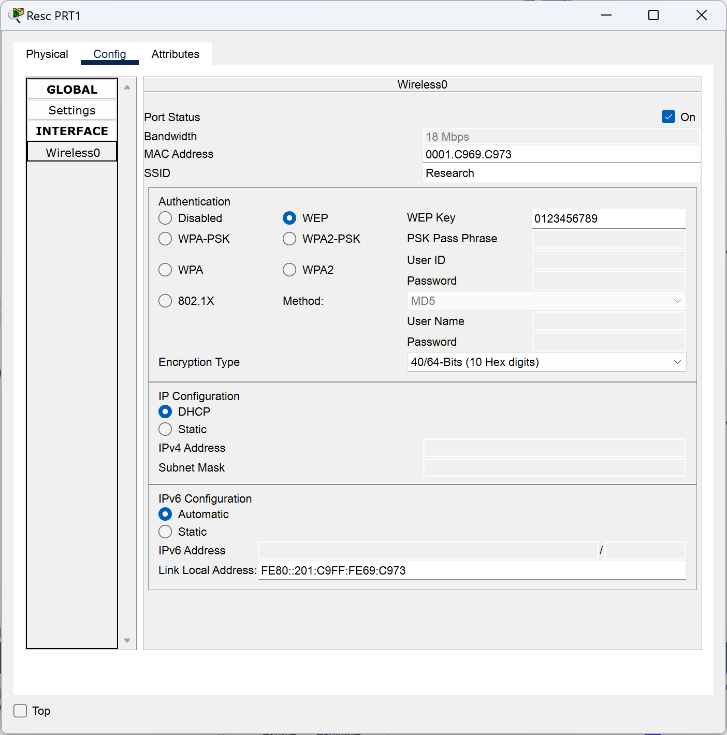 Resc PRT1
Physical Config Attributes
GLOBAL
Settings
INTERFACE
Wireless0
Wireless0
Port Status On
Bandwidth 18 Mbps
MAC Address 0001.C969.C973
SSID Research
Authentication
Disabled WEP WEP Key 0123456789
WPA-PSK WPA2-PSK PSK Pass Phrase
User ID
WPA WPA2 Password
802.1X Method: MD5
User Name
Password
Encryption Type 40/64-Bits (10 Hex digits)
IP Configuration
DHCP
Static
IPv4 Address
Subnet Mask
IPv6 Configuration
Automatic
Static
IPv6 Address /
Link Local Address: FE80::201:C9FF:FE69:C973
Top